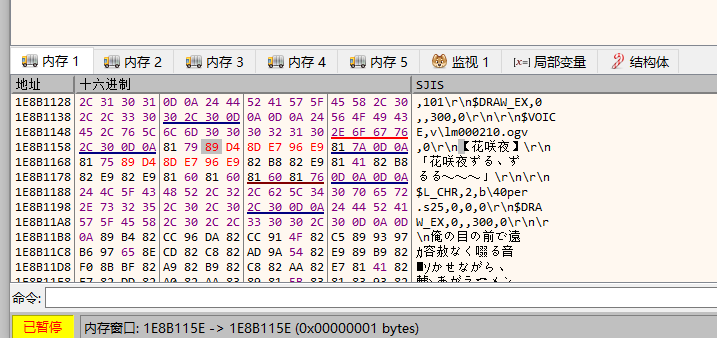 内存 1 内存 2 内存 3 内存 4 内存 5 监视 1 [x=] 局部变量 结构体
地址 十六进制 SJIS
1E8B1128 2C 31 30 31 0D 0A 24 44 52 41 57 5F 45 58 2C 30 ,101\r\n$DRAW_EX,0
1E8B1138 2C 2C 33 30 30 2C 30 0D 0A 0D 0A 24 56 4F 49 43 ,,300,0\r\n\r\n$VOIC
1E8B1148 45 2C 76 5C 6C 6D 30 30 30 32 31 30 2E 6F 67 76 E,v\lm000210.ogv
1E8B1158 2C 30 0D 0A 81 79 89 D4 8D E7 96 E9 81 7A 0D 0A ,0\r\n【花咲夜】\r\n
1E8B1168 81 75 89 D4 8D E7 96 E9 82 B8 82 E9 81 41 82 B8 「花咲夜ずる、ず
1E8B1178 82 E9 82 E9 81 60 81 60 81 60 81 76 0D 0A 0D 0A るる～～～」\r\n\r\n
1E8B1188 24 4C 5F 43 48 52 2C 32 2C 62 5C 34 30 70 65 72 $L_CHR,2,b\40per
1E8B1198 2E 73 32 35 2C 30 2C 30 2C 30 0D 0A 24 44 52 41 .s25,0,0,0\r\n$DRA
1E8B11A8 57 5F 45 58 2C 30 2C 2C 33 30 30 2C 30 0D 0A 0D W_EX,0,,300,0\r\n\r
1E8B11B8 0A 89 B4 82 CC 96 DA 82 CC 91 4F 82 C5 89 93 97 \n俺の目の前で遠
1E8B11C8 B6 97 65 8E CD 82 C8 82 AD 9A 54 82 E9 89 B9 82 ｶ容赦なく啜る音
1E8B11D8 F0 8B BF 82 A9 82 B9 82 C8 82 AA 82 E7 81 41 82 ■ｿかせながら、
命令:
已暂停 内存窗口: 1E8B115E -> 1E8B115E (0x00000001 bytes)